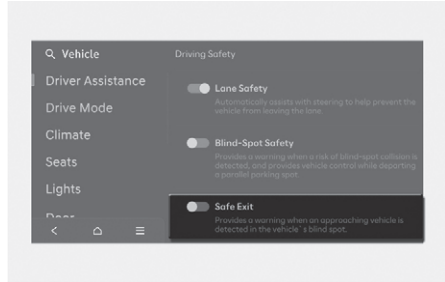 Vehicle
Driving Safety
Driver Assistance
Lane Safety
Automatically assists with steering to help prevent the
vehicle from leaving the lane.
Drive Mode
Climate
Blind-Spot Safety
Provides a warning when a risk of blind-spot collision is
detected, and provides vehicle control while departing
a parallel parking spot.
Seats
Lights
Door
Safe Exit
Provides a warning when an approaching vehicle is
detected in the vehicle`s blind spot.